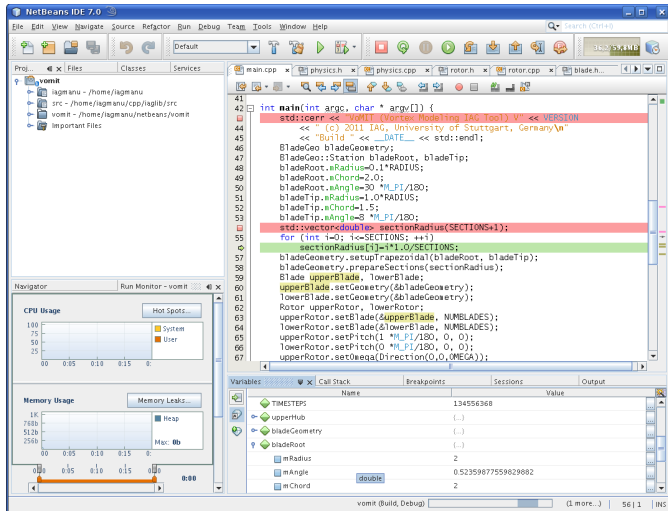 NetBeans IDE 7.0
File Edit View Navigate Source Refactor Run Debug Team Tools Window Help
Search (Ctrl+I)
Default
36.2/59.4MB
Proj... Files Classes Services
main.cpp × physics.h × physics.cpp × rotor.h × rotor.cpp × blade.h...
vomit
iagmanu - /home/iagmanu
src - /home/iagmanu/cpp/iaglib/src
vomit - /home/iagmanu/netbeans/vomit
Important Files
41
42 int main(int argc, char * argv[]) {
std::cerr << "VoMIT (Vortex Modeling IAG Tool) V" << VERSION
44 << " (c) 2011 IAG, University of Stuttgart, Germany\n"
45 << "Build " << __DATE__ << std::endl;
46 BladeGeo bladeGeometry;
47 BladeGeo::Station bladeRoot, bladeTip;
48 bladeRoot.mRadius=0.1*RADIUS;
49 bladeRoot.mChord=2.0;
50 bladeRoot.mAngle=30 *M_PI/180;
51 bladeTip.mRadius=1.0*RADIUS;
52 bladeTip.mChord=1.5;
53 bladeTip.mAngle=8 *M_PI/180;
std::vector<double> sectionRadius(SECTIONS+1);
55 for (int i=0; i<=SECTIONS; ++i)
sectionRadius[i]=i*1.0/SECTIONS;
57 bladeGeometry.setupTrapezoidal(bladeRoot, bladeTip);
58 bladeGeometry.prepareSections(sectionRadius);
59 Blade upperBlade, lowerBlade;
60 upperBlade.setGeometry(&bladeGeometry);
61 lowerBlade.setGeometry(&bladeGeometry);
62 Rotor upperRotor, lowerRotor;
63 upperRotor.setBlade(&upperBlade, NUMBLADES);
64 lowerRotor.setBlade(&lowerBlade, NUMBLADES);
65 upperRotor.setPitch(1 *M_PI/180, 0, 0);
66 lowerRotor.setPitch(0 *M_PI/180, 0, 0);
67 upperRotor.setOmega(Direction(0,0,OMEGA));
Navigator Run Monitor - vomit
CPU Usage Hot Spots...
100
75
50
25
System
User
00 0:05 0:10 0:15 0:
Memory Usage Memory Leaks...
1K
768b
512b
256b
Heap
Max: 0b
00 0:05 0:10 0:15 0:
0:05 0:10 0:15
0:00
Variables Call Stack Breakpoints Sessions Output
Name Value
TIMESTEPS 134556368
upperHub {...}
bladeGeometry {...}
bladeRoot {...}
mRadius 2
mAngle 0.52359877559829882
double
mChord 2
vomit (Build, Debug) (1 more...) 56 | 1 INS